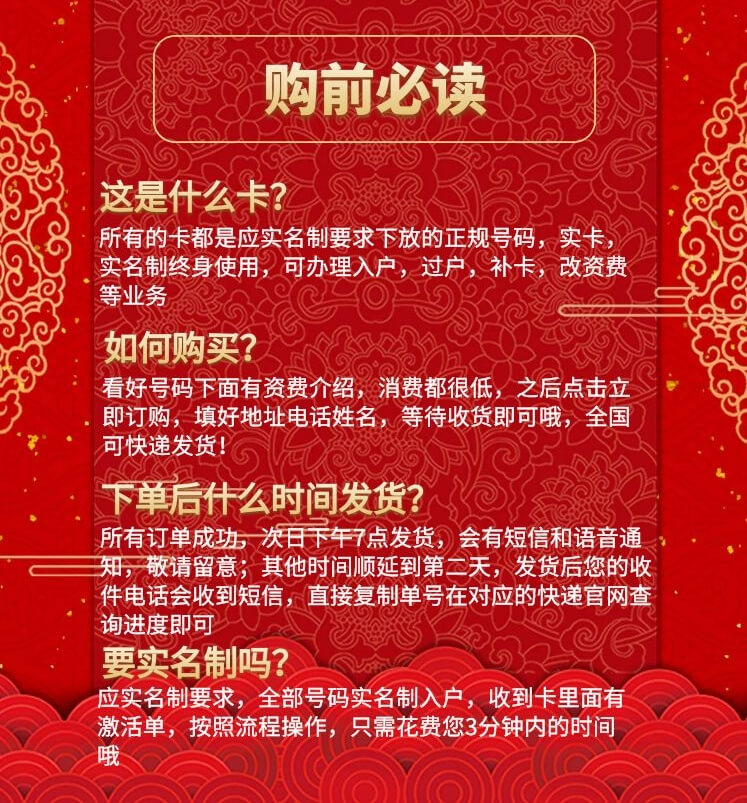 购前必读
这是什么卡？
所有的卡都是应实名制要求下放的正规号码，实卡，
实名制终身使用，可办理入户，过户，补卡，改资费
等业务
如何购买？
看好号码下面有资费介绍，消费都很低，之后点击立
即订购，填好地址电话姓名，等待收货即可哦，全国
可快递发货！
下单后什么时间发货？
所有订单成功，次日下午7点发货，会有短信和语音通
知，敬请留意；其他时间顺延到第二天，发货后您的收
件电话会收到短信，直接复制单号在对应的快递官网查
询进度即可
要实名制吗？
应实名制要求，全部号码实名制入户，收到卡里面有
激活单，按照流程操作，只需花费您3分钟内的时间
哦